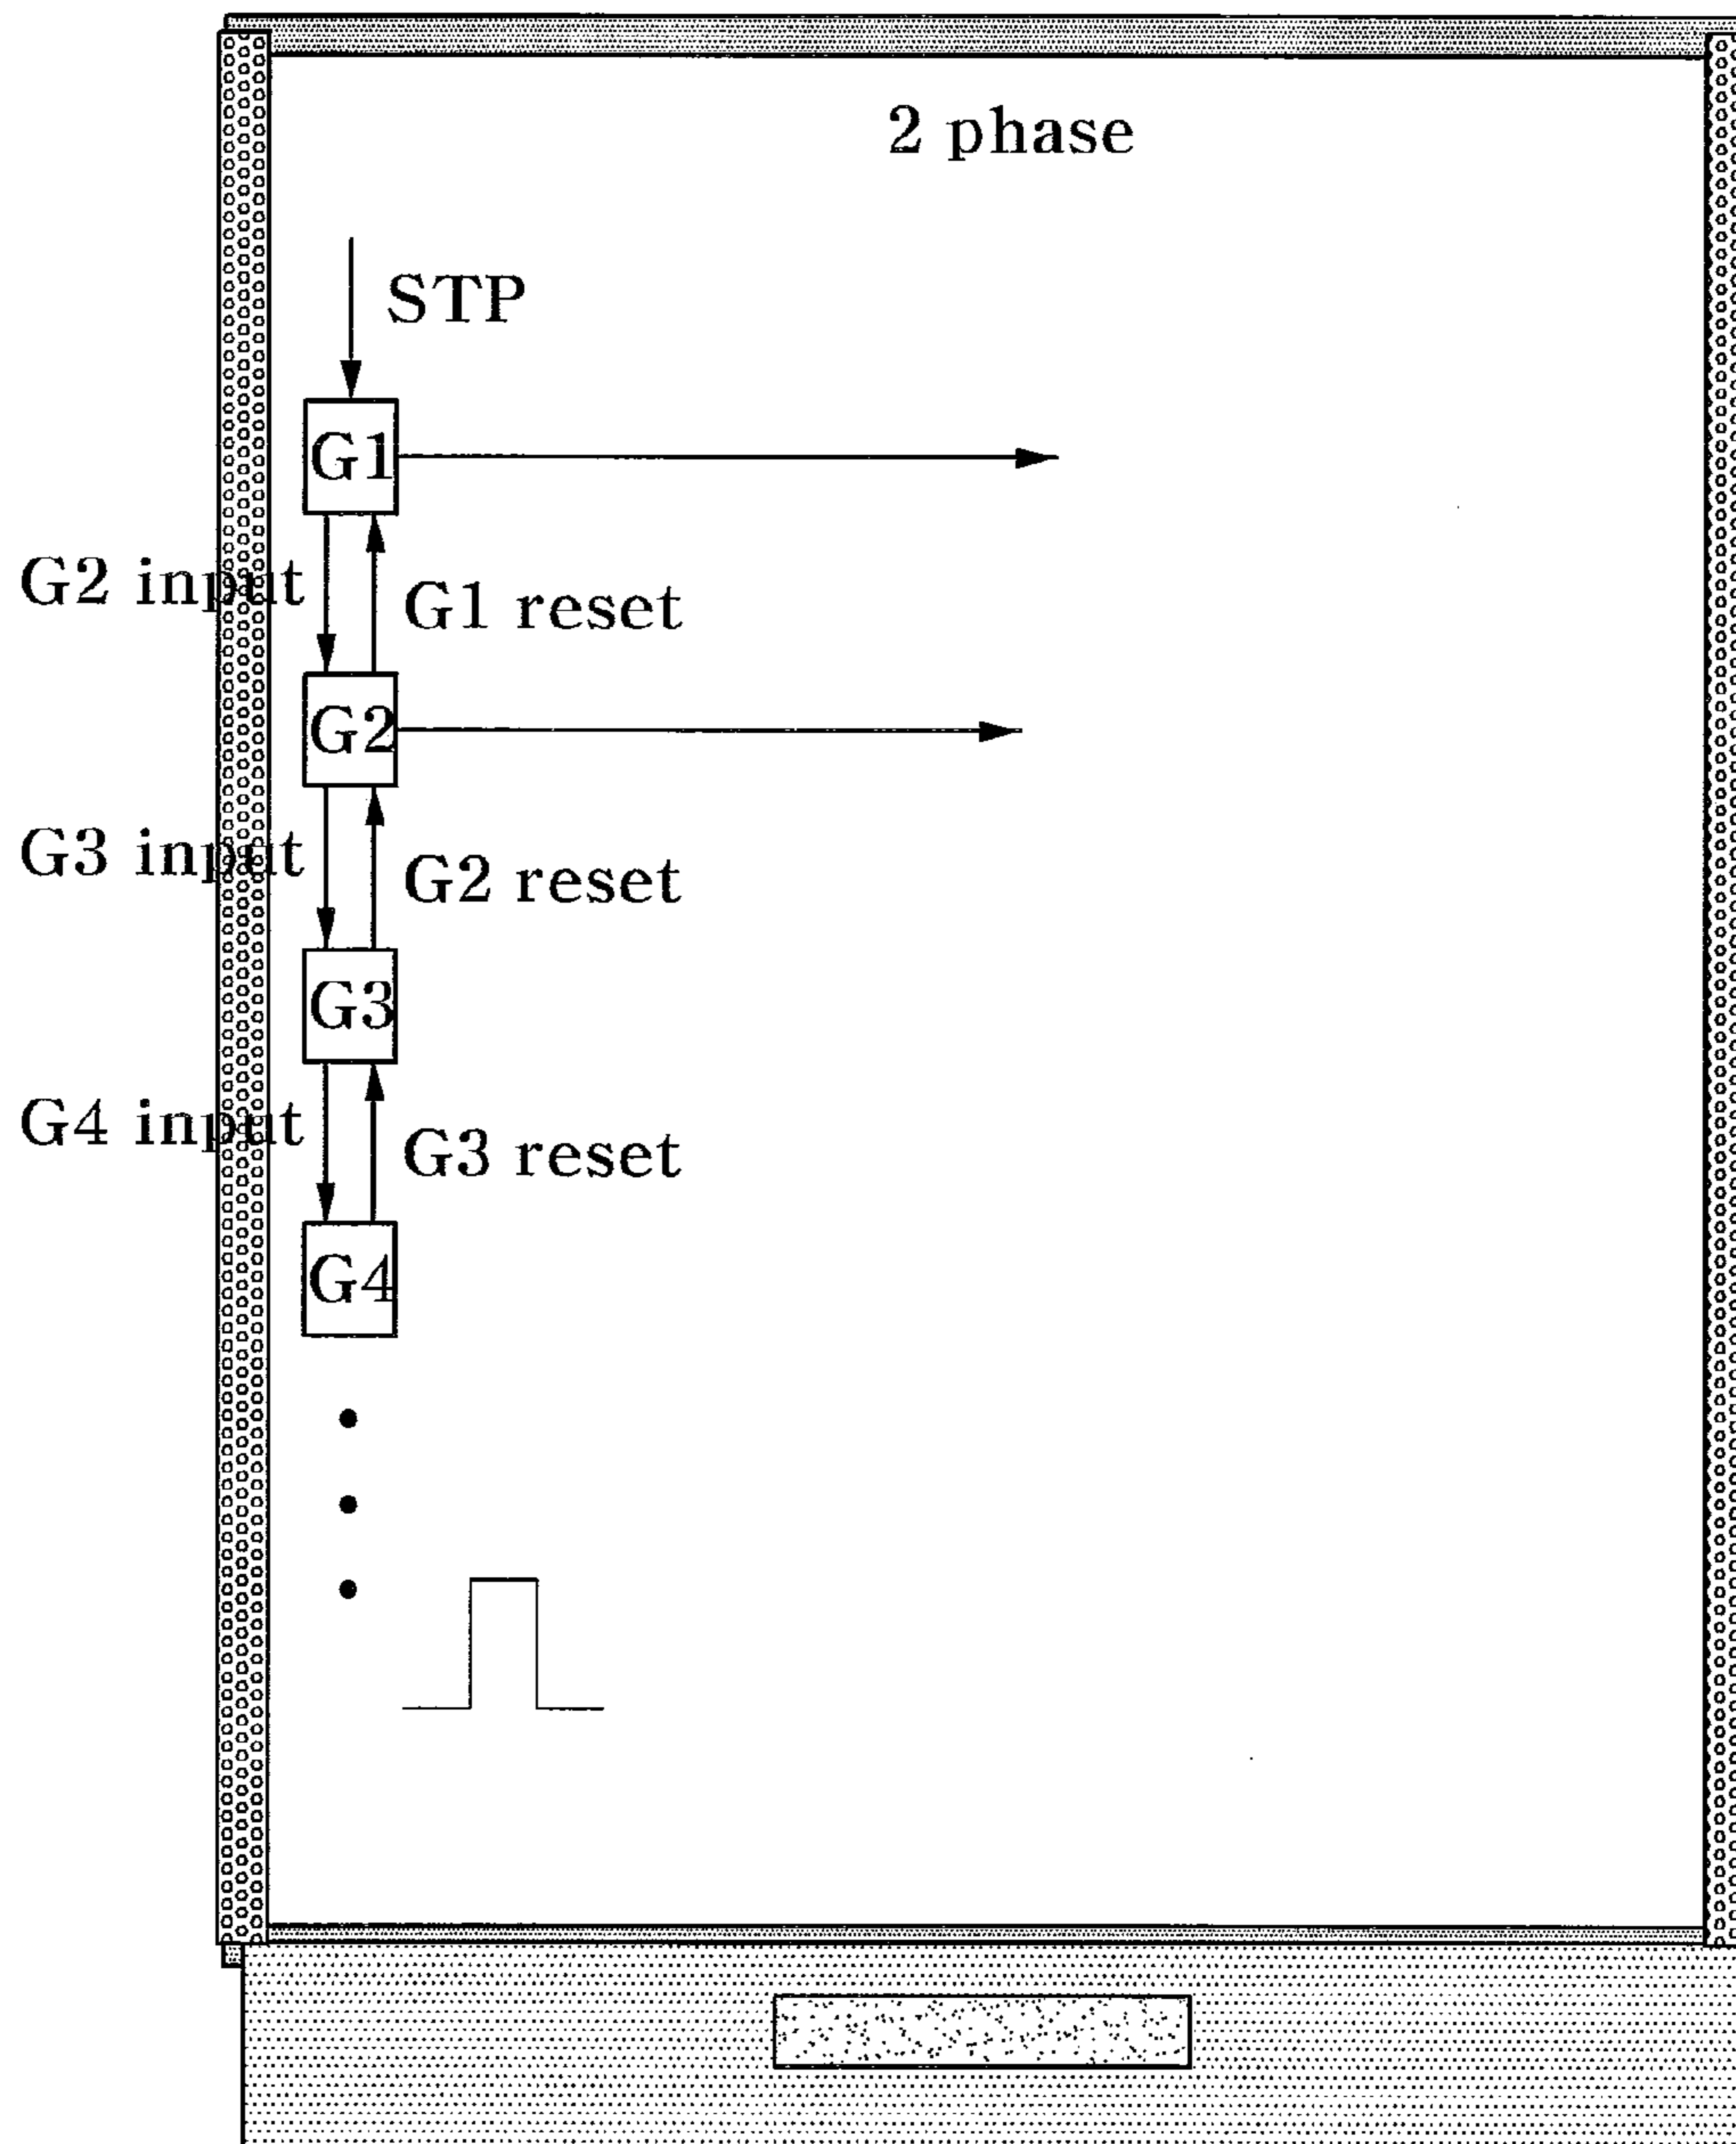 2 phase
STP
G1
G2 input
G1 reset
G2
G3 input
G2 reset
G3
G4 input
G3 reset
G4